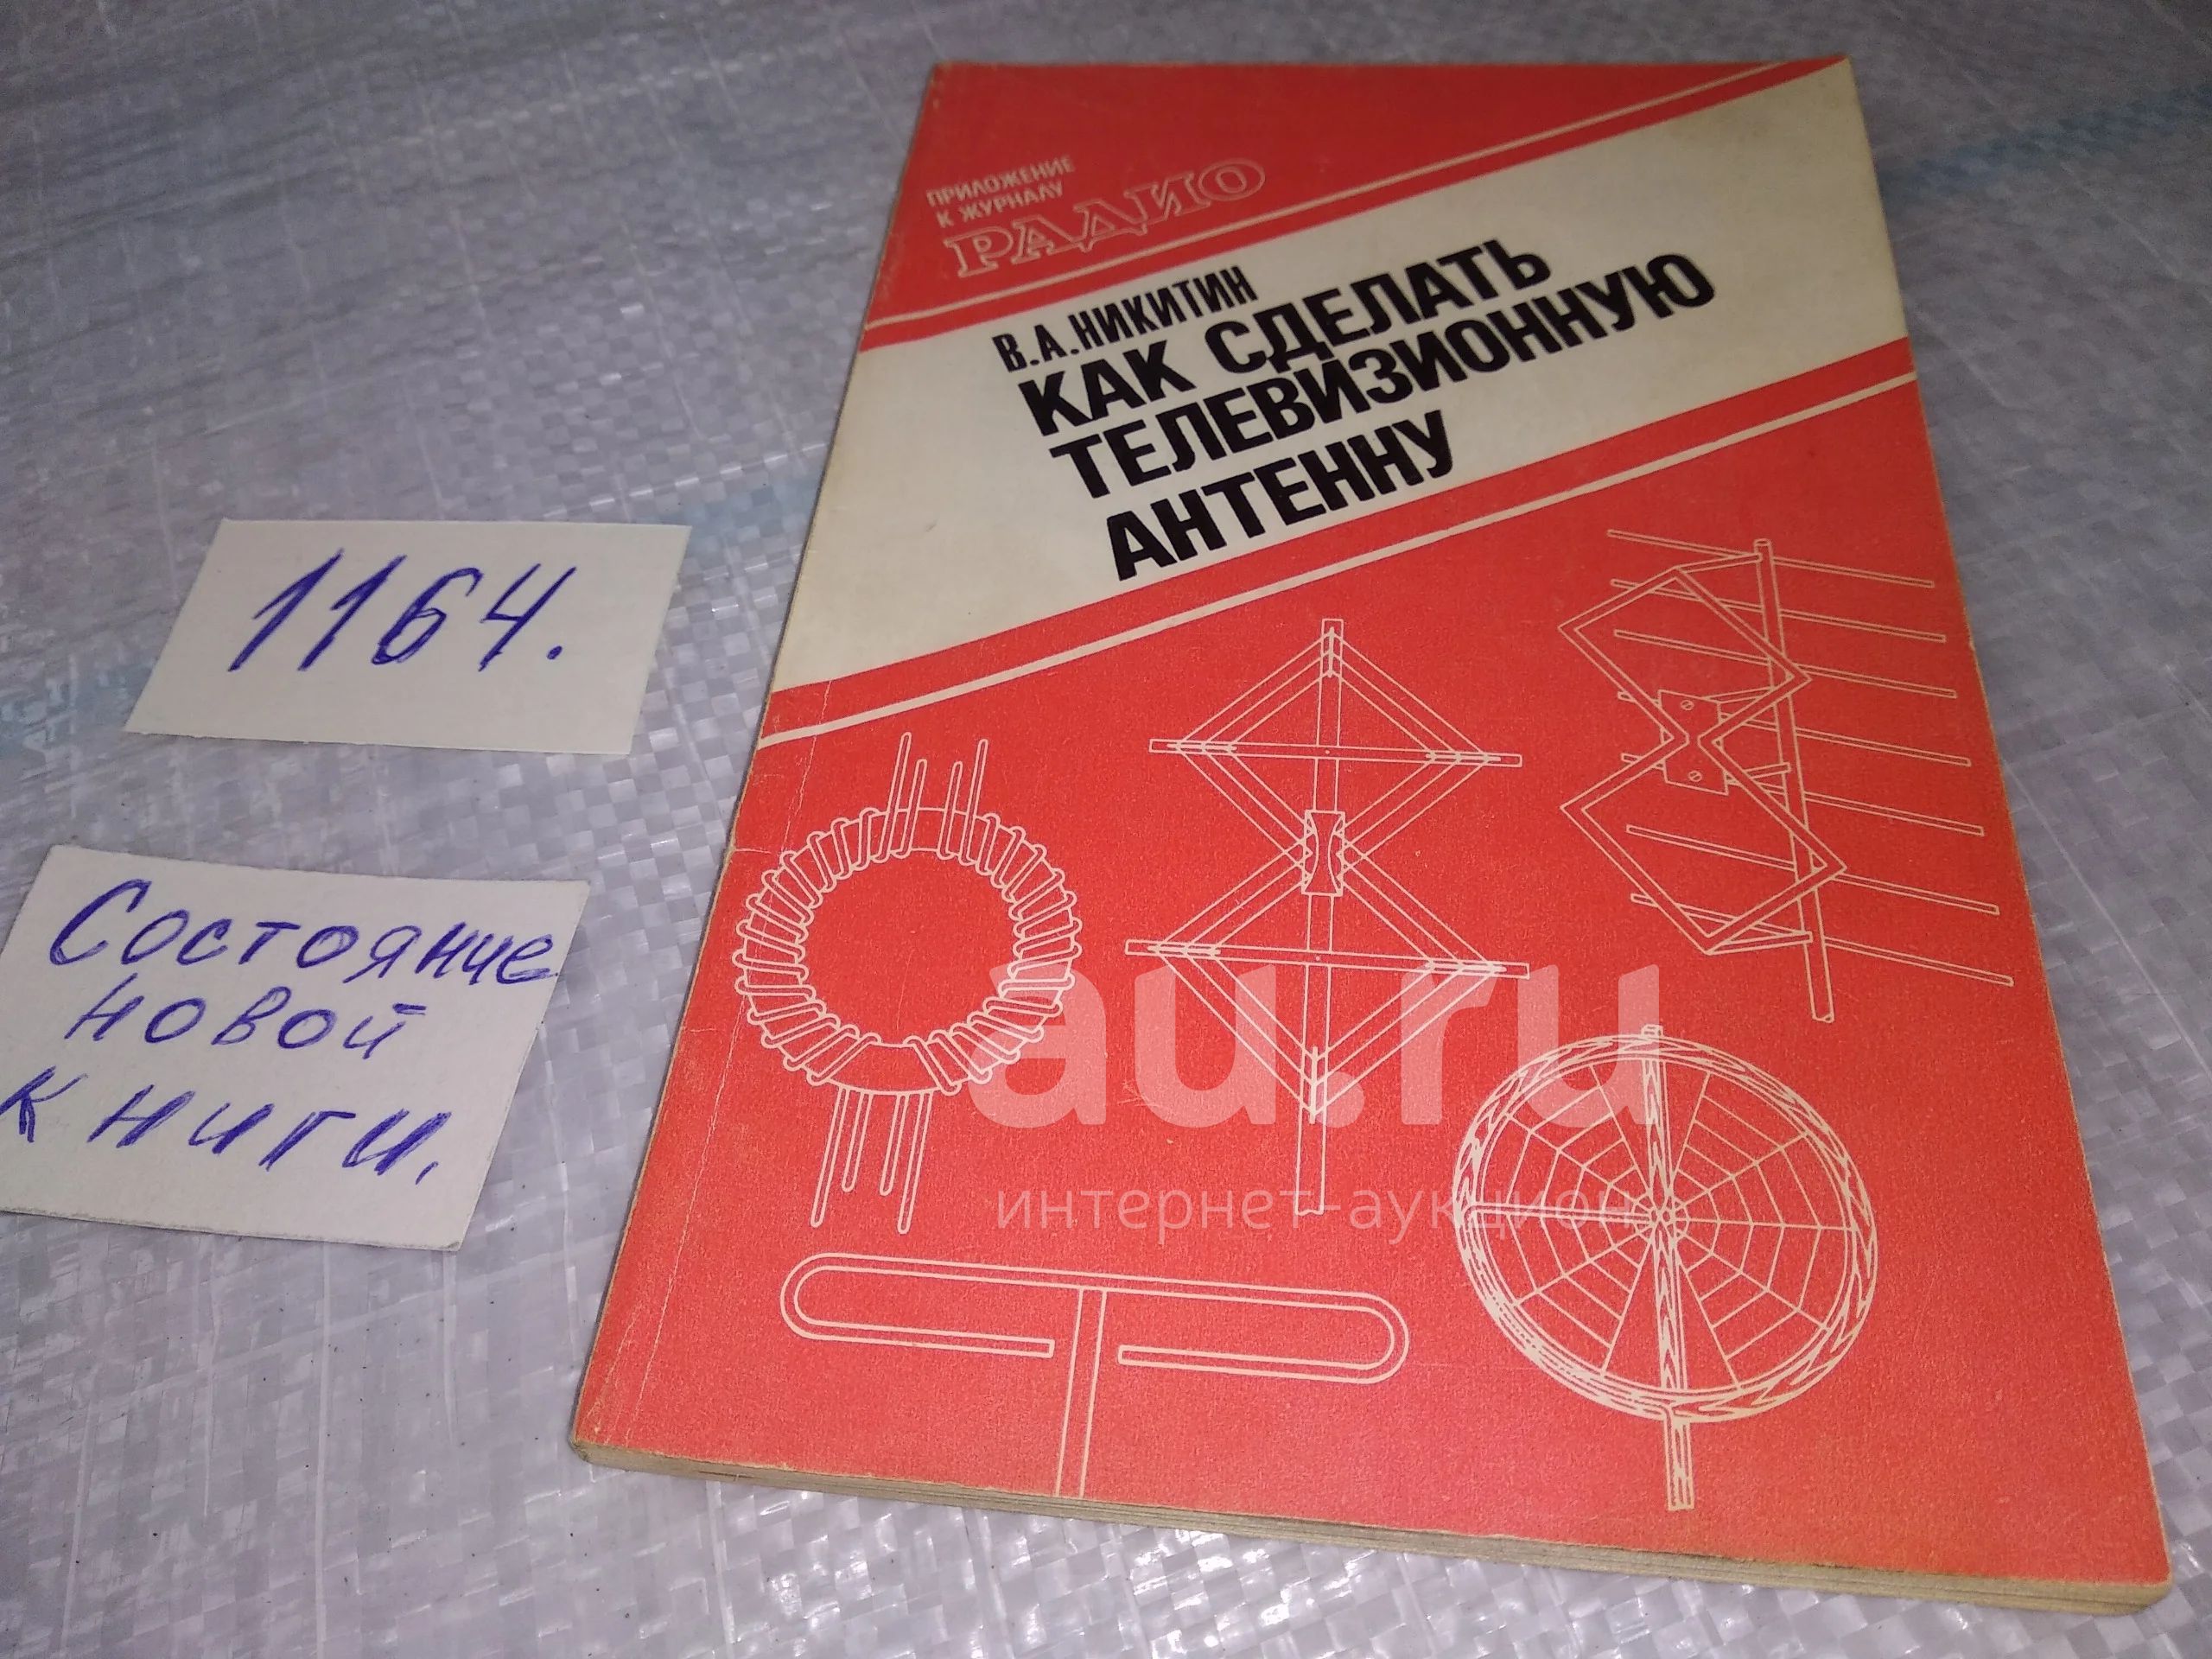 ПРИЛОЖЕНИЕ
К ЖУРНАЛУ
РАДИО
В.А.НИКИТИН
КАК СДЕЛАТЬ
ТЕЛЕВИЗИОННУЮ
АНТЕННУ
1164.
Состояние
новой
книги.
au.ru
интернет-аукцион